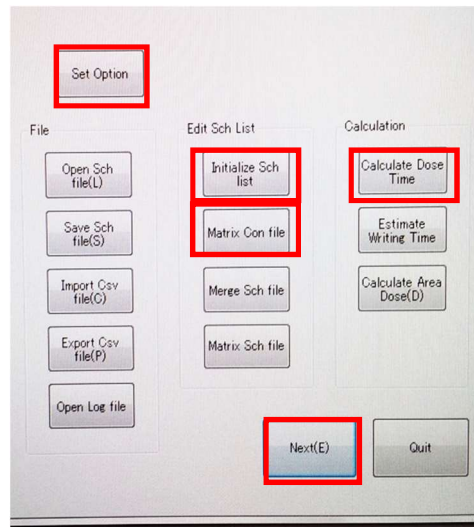 Set Option
File
Edit Sch List
Calculation
Open Sch
file(L)
Initialize Sch
list
Calculate Dose
Time
Save Sch
file(S)
Matrix Con file
Estimate
Writing Time
Import Csv
file(C)
Merge Sch file
Calculate Area
Dose(D)
Export Csv
file(P)
Matrix Sch file
Open Log file
Next(E)
Quit